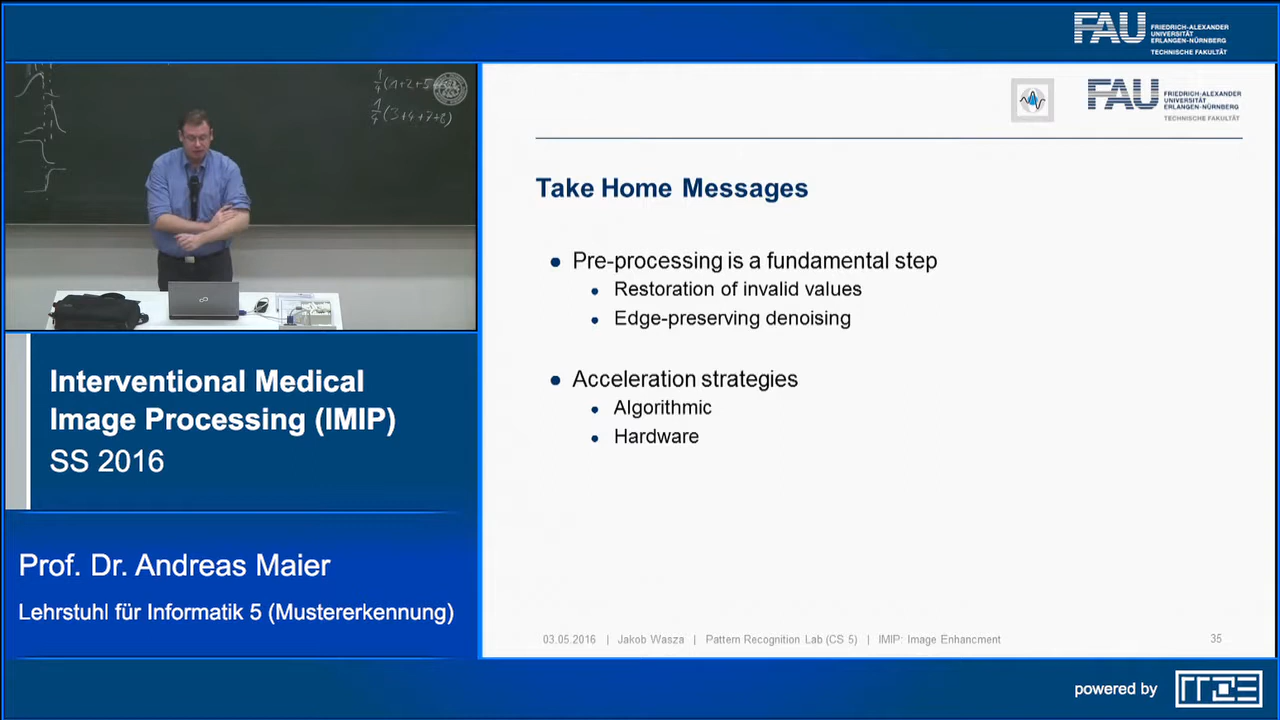 FAU
FRIEDRICH-ALEXANDER
UNIVERSITÄT
ERLANGEN-NÜRNBERG
TECHNISCHE FAKULTÄT
FAU
FRIEDRICH-ALEXANDER
UNIVERSITÄT
ERLANGEN-NÜRNBERG
TECHNISCHE FAKULTÄT
Take Home Messages
• Pre-processing is a fundamental step
• Restoration of invalid values
• Edge-preserving denoising
• Acceleration strategies
• Algorithmic
• Hardware
03.05.2016 | Jakob Wasza | Pattern Recognition Lab (CS 5) | IMIP: Image Enhancment 35
Interventional Medical
Image Processing (IMIP)
SS 2016
Prof. Dr. Andreas Maier
Lehrstuhl für Informatik 5 (Mustererkennung)
powered by